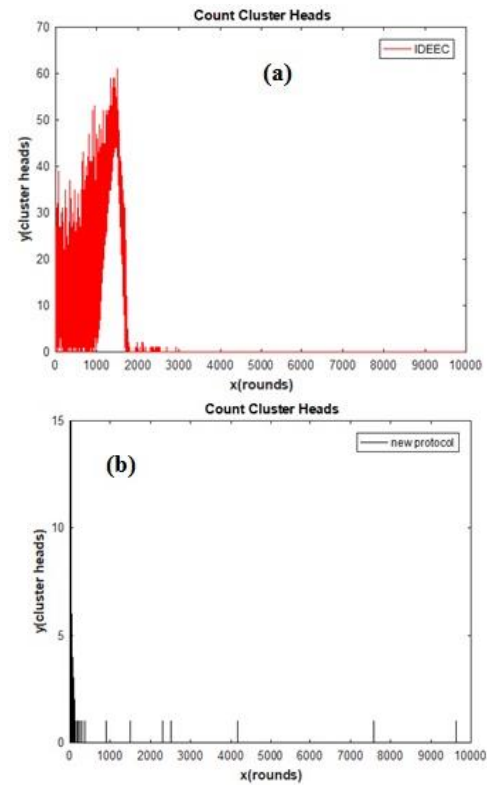 Count Cluster Heads
70
IDEEC
(a)
60
50
40
30
20
10
0
y(cluster heads)
0 1000 2000 3000 4000 5000 6000 7000 8000 9000 10000
x(rounds)
Count Cluster Heads
15
new protocol
(b)
10
5
0
y(cluster heads)
0 1000 2000 3000 4000 5000 6000 7000 8000 9000 10000
x(rounds)